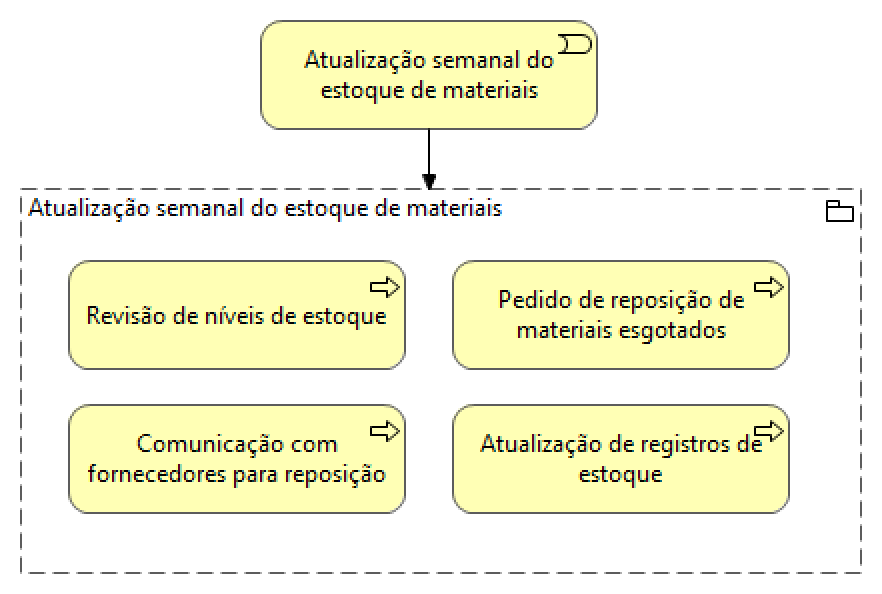 Atualização semanal do
estoque de materiais
Atualização semanal do estoque de materiais
Revisão de níveis de estoque
Pedido de reposição de
materiais esgotados
Comunicação com
fornecedores para reposição
Atualização de registros de
estoque